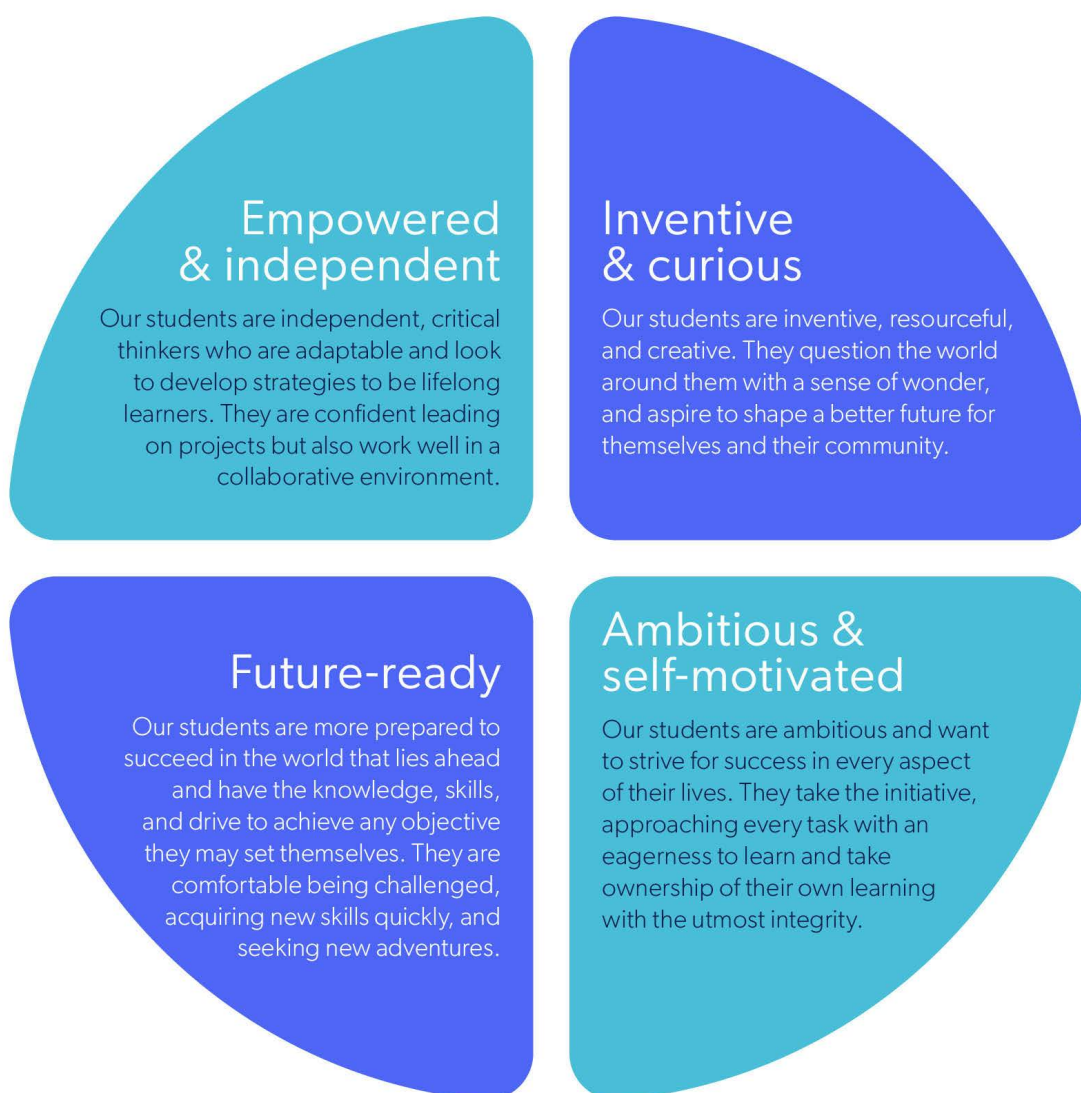 Empowered
& independent
Our students are independent, critical
thinkers who are adaptable and look
to develop strategies to be lifelong
learners. They are confident leading
on projects but also work well in a
collaborative environment.
Inventive
& curious
Our students are inventive, resourceful,
and creative. They question the world
around them with a sense of wonder,
and aspire to shape a better future for
themselves and their community.
Future-ready
Our students are more prepared to
succeed in the world that lies ahead
and have the knowledge, skills,
and drive to achieve any objective
they may set themselves. They are
comfortable being challenged,
acquiring new skills quickly, and
seeking new adventures.
Ambitious &
self-motivated
Our students are ambitious and want
to strive for success in every aspect
of their lives. They take the initiative,
approaching every task with an
eagerness to learn and take
ownership of their own learning
with the utmost integrity.